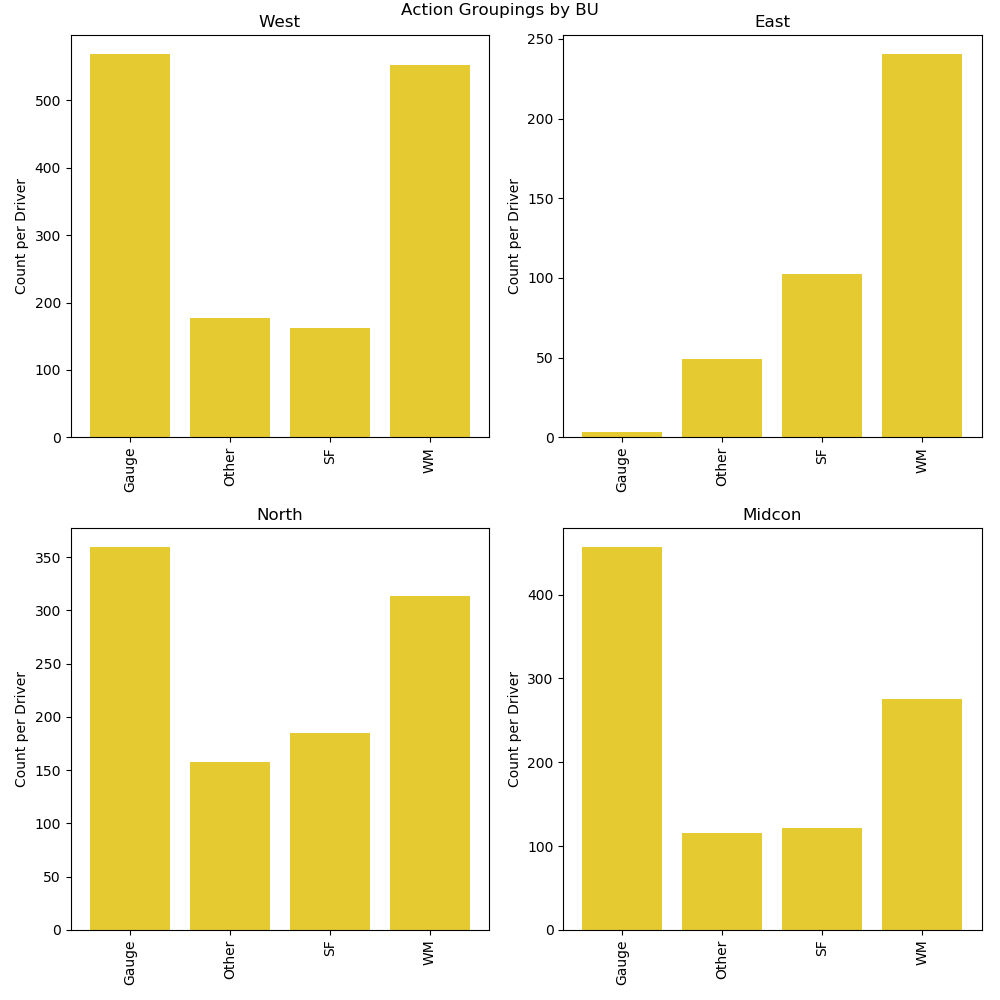 Action Groupings by BU
West
Count per Driver
500
400
300
200
100
0
Gauge
Other
SF
WM
East
Count per Driver
250
200
150
100
50
0
Gauge
Other
SF
WM
North
Count per Driver
350
300
250
200
150
100
50
0
Gauge
Other
SF
WM
Midcon
Count per Driver
400
300
200
100
0
Gauge
Other
SF
WM